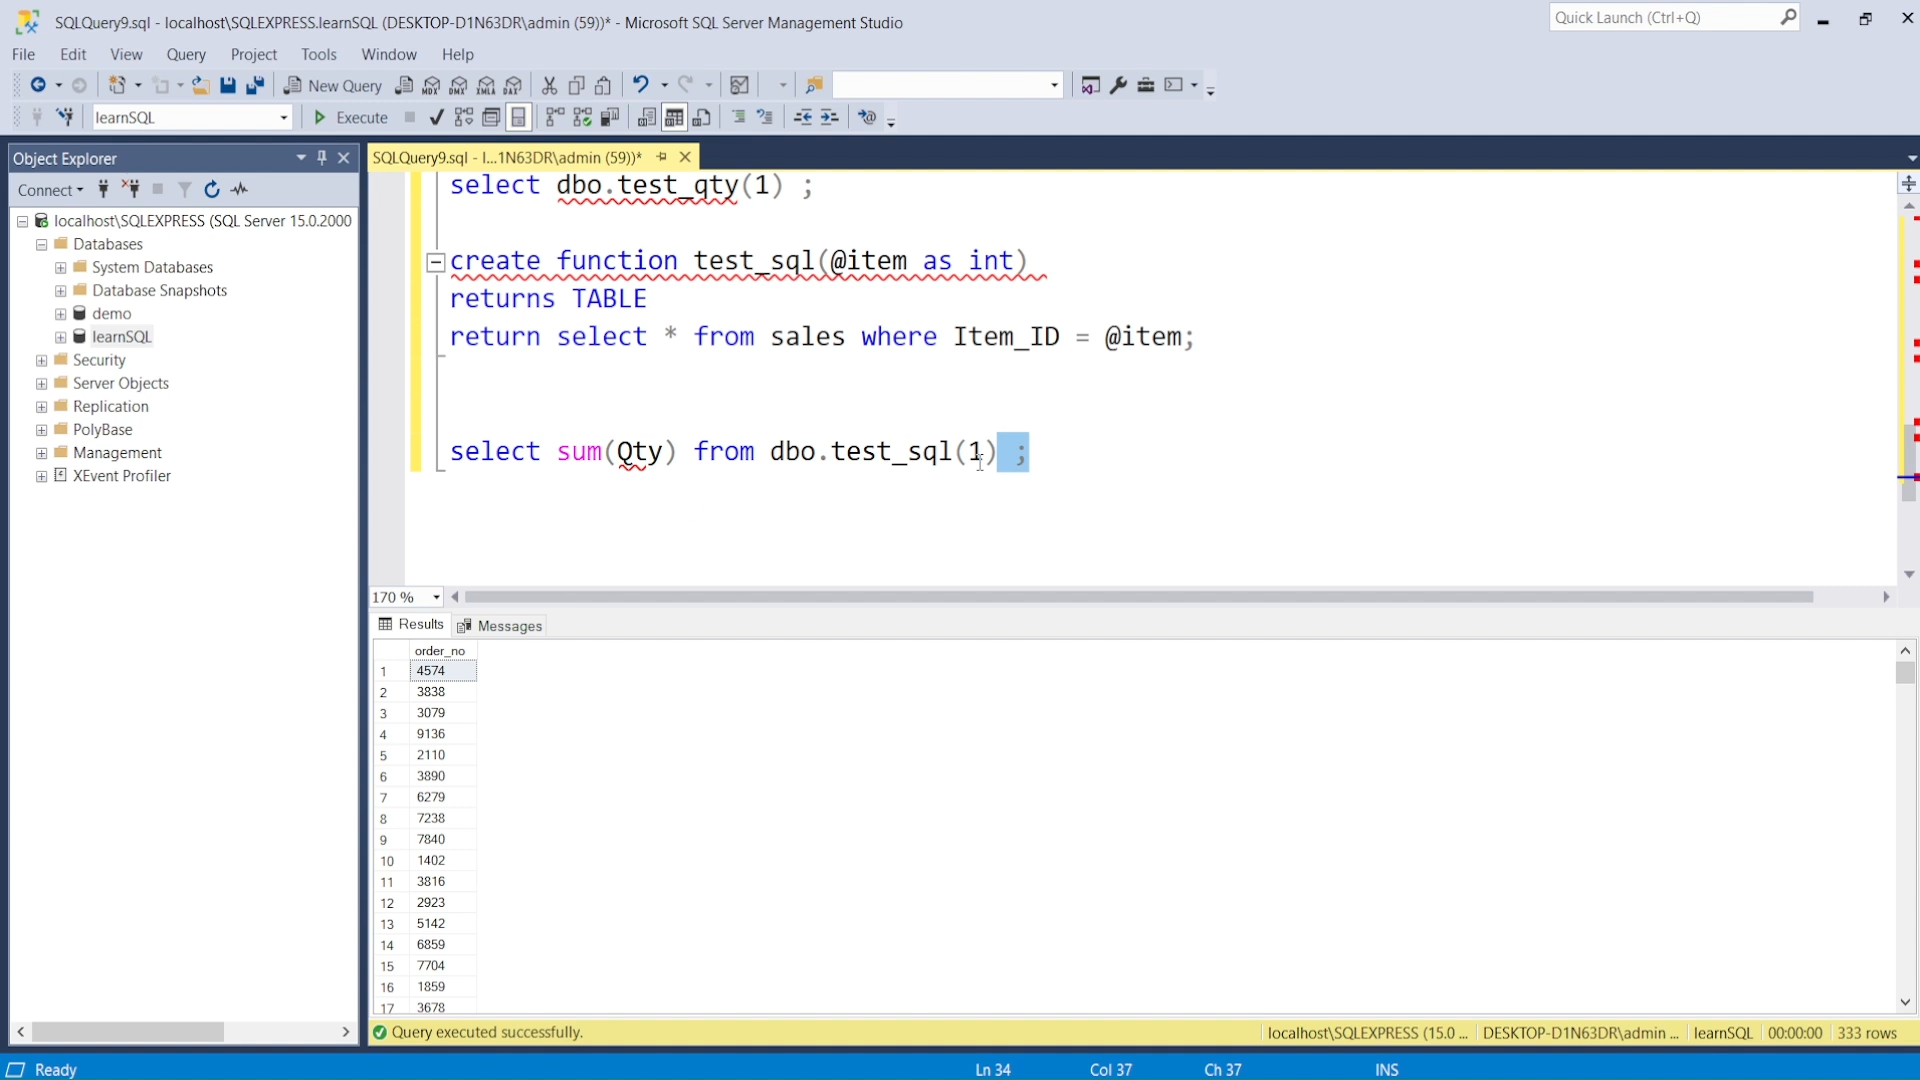 SQLQuery9.sql - localhost\SQLEXPRESS.learnSQL (DESKTOP-D1N63DR\admin (59))* - Microsoft SQL Server Management Studio
Quick Launch (Ctrl+Q)
File Edit View Query Project Tools Window Help
New Query MDX DMX XMLA DAX
learnSQL Execute
Object Explorer
Connect
localhost\SQLEXPRESS (SQL Server 15.0.2000
Databases
System Databases
Database Snapshots
demo
learnSQL
Security
Server Objects
Replication
PolyBase
Management
XEvent Profiler
SQLQuery9.sql - l...1N63DR\admin (59))*
select dbo.test_qty(1) ;
create function test_sql(@item as int)
returns TABLE
return select * from sales where Item_ID = @item;
select sum(Qty) from dbo.test_sql(1) ;
170 %
Results Messages
order_no
1 4574
2 3838
3 3079
4 9136
5 2110
6 3890
7 6279
8 7238
9 7840
10 1402
11 3816
12 2923
13 5142
14 6859
15 7704
16 1859
17 3678
Query executed successfully.
localhost\SQLEXPRESS (15.0 ... DESKTOP-D1N63DR\admin ... learnSQL 00:00:00 333 rows
Ready Ln 34 Col 37 Ch 37 INS